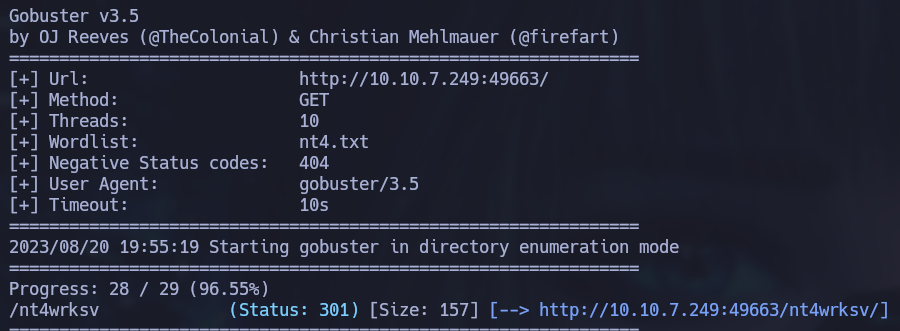 Gobuster v3.5
by OJ Reeves (@TheColonial) & Christian Mehlmauer (@firefart)
===============================================================
[+] Url:                     http://10.10.7.249:49663/
[+] Method:                  GET
[+] Threads:                 10
[+] Wordlist:                nt4.txt
[+] Negative Status codes:   404
[+] User Agent:              gobuster/3.5
[+] Timeout:                 10s
===============================================================
2023/08/20 19:55:19 Starting gobuster in directory enumeration mode
===============================================================
Progress: 28 / 29 (96.55%)
/nt4wrksv             (Status: 301) [Size: 157] [--> http://10.10.7.249:49663/nt4wrksv/]
===============================================================